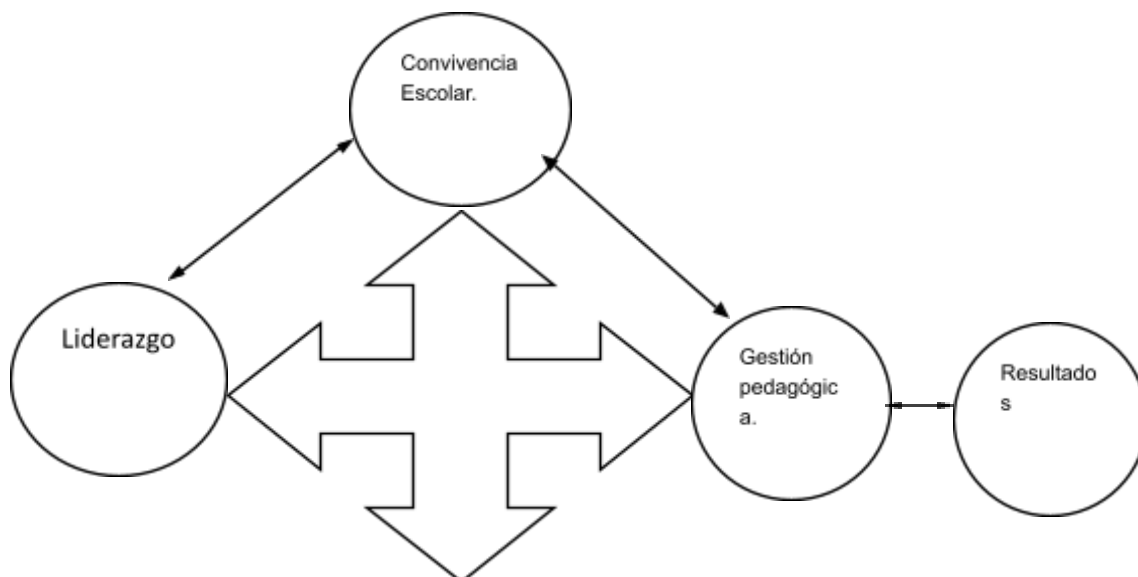 Convivencia
Escolar.
Liderazgo
Gestión
pedagógic
a.
Resultado
s